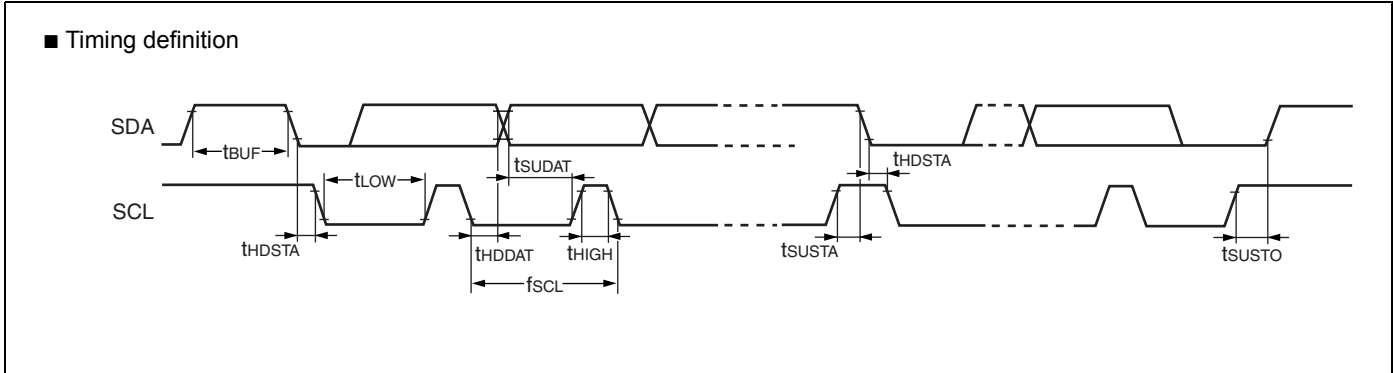 ■ Timing definition
SDA
tBUF
tSUDAT
tHDSTA
tLOW
SCL
tHDSTA
tHDDAT
tHIGH
tSUSTA
tSUSTO
fSCL